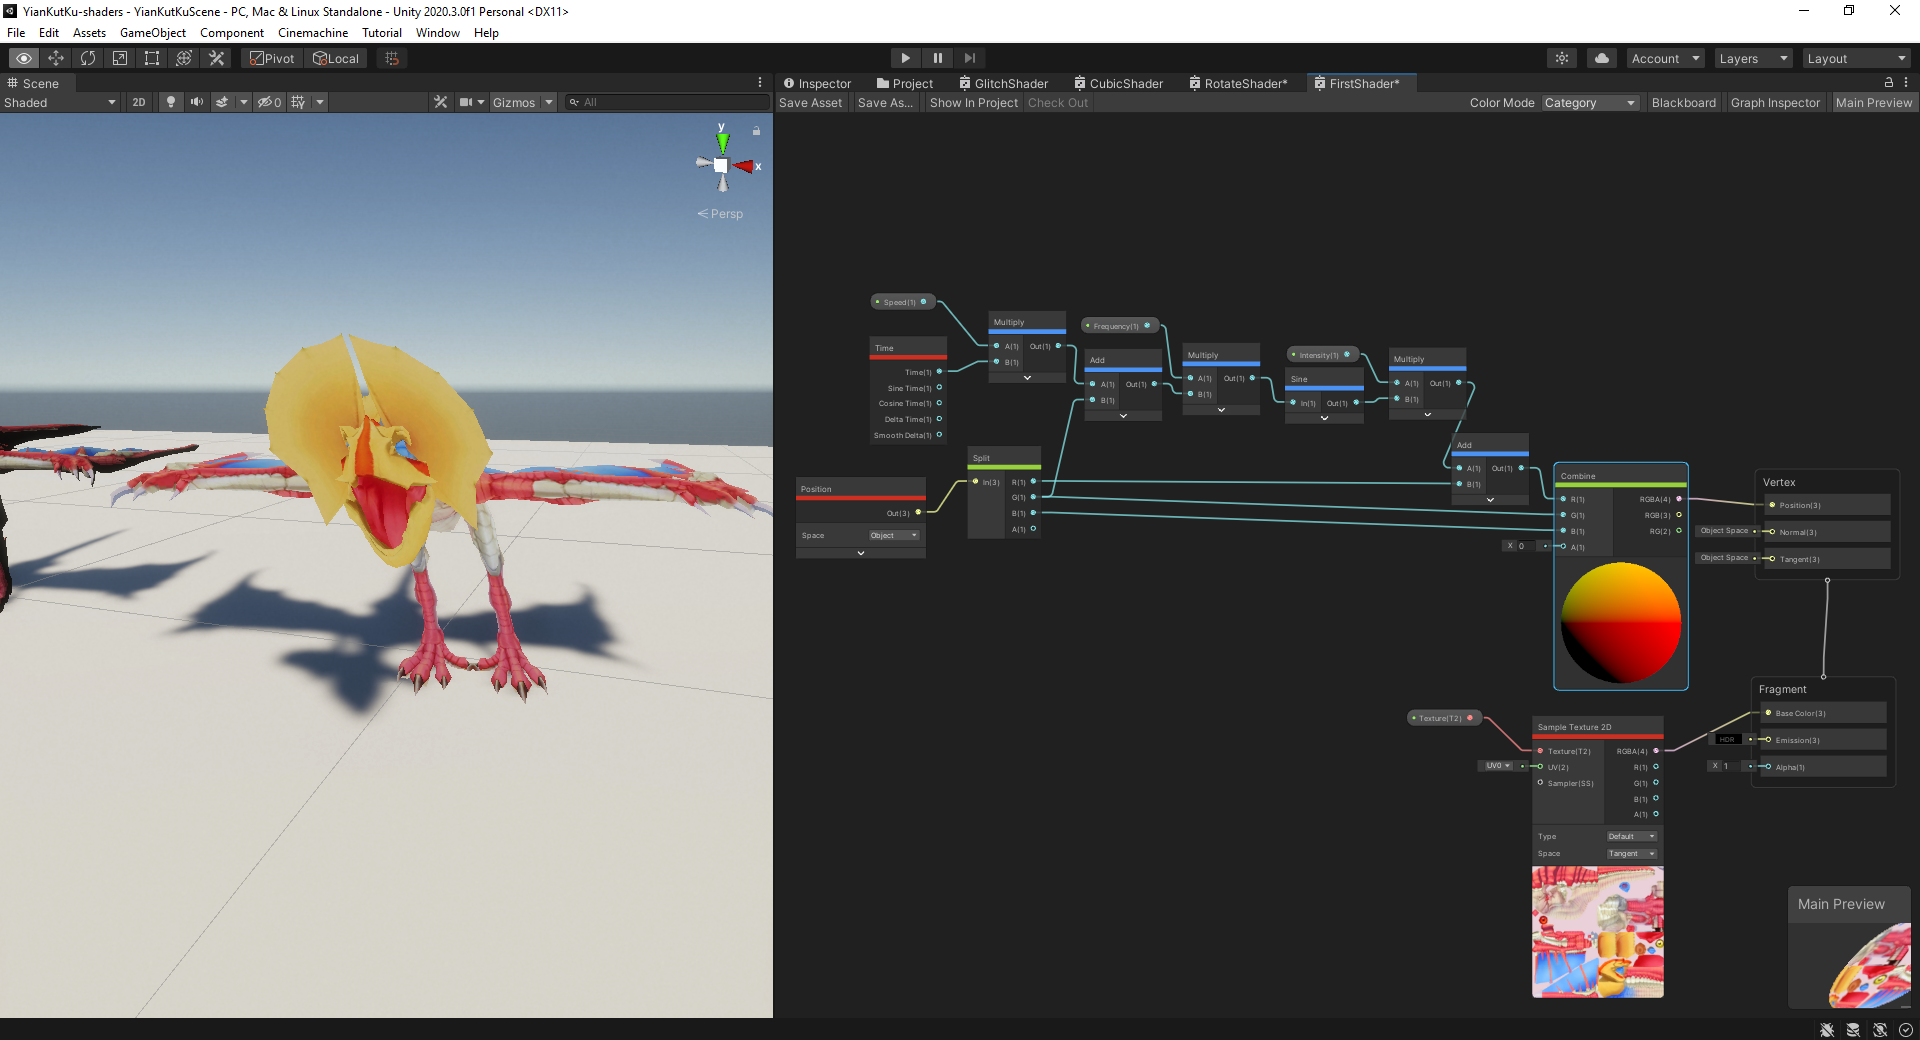 YianKutKu-shaders - YianKutKuScene - PC, Mac & Linux Standalone - Unity 2020.3.0f1 Personal <DX11>
File Edit Assets GameObject Component Cinemachine Tutorial Window Help
Pivot Local Account Layers Layout
Scene
Shaded 2D 0 Gizmos All
y
x
Persp
Inspector Project GlitchShader CubicShader RotateShader* FirstShader*
Save Asset Save As... Show In Project Check Out Color Mode Category Blackboard Graph Inspector Main Preview
Speed(1)
Time
Time(1)
Sine Time(1)
Cosine Time(1)
Delta Time(1)
Smooth Delta(1)
Multiply
A(1) Out(1)
B(1)
Frequency(1)
Add
A(1) Out(1)
B(1)
Multiply
A(1) Out(1)
B(1)
Intensity(1)
Sine
In(1) Out(1)
Multiply
A(1) Out(1)
B(1)
Position
Out(3)
Space Object
Split
In(3) R(1)
G(1)
B(1)
A(1)
Add
A(1) Out(1)
B(1)
Combine
R(1) RGBA(4)
G(1) RGB(3)
B(1) RG(2)
X 0 A(1)
Vertex
Position(3)
Object Space Normal(3)
Object Space Tangent(3)
Fragment
Base Color(3)
HDR Emission(3)
X 1 Alpha(1)
Texture(T2)
Sample Texture 2D
Texture(T2) RGBA(4)
UV0 UV(2) R(1)
Sampler(SS) G(1)
B(1)
A(1)
Type Default
Space Tangent
Main Preview